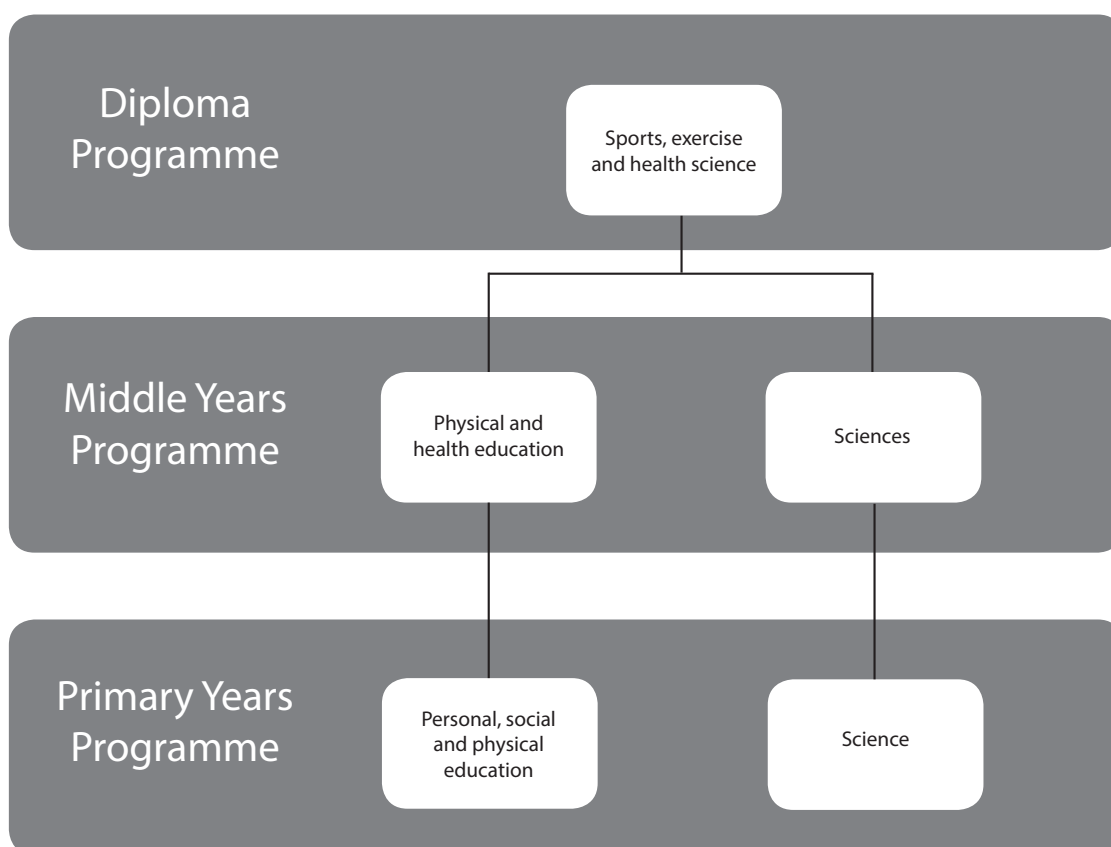 Diploma
Programme
Sports, exercise
and health science
Middle Years
Programme
Physical and
health education
Sciences
Primary Years
Programme
Personal, social
and physical
education
Science